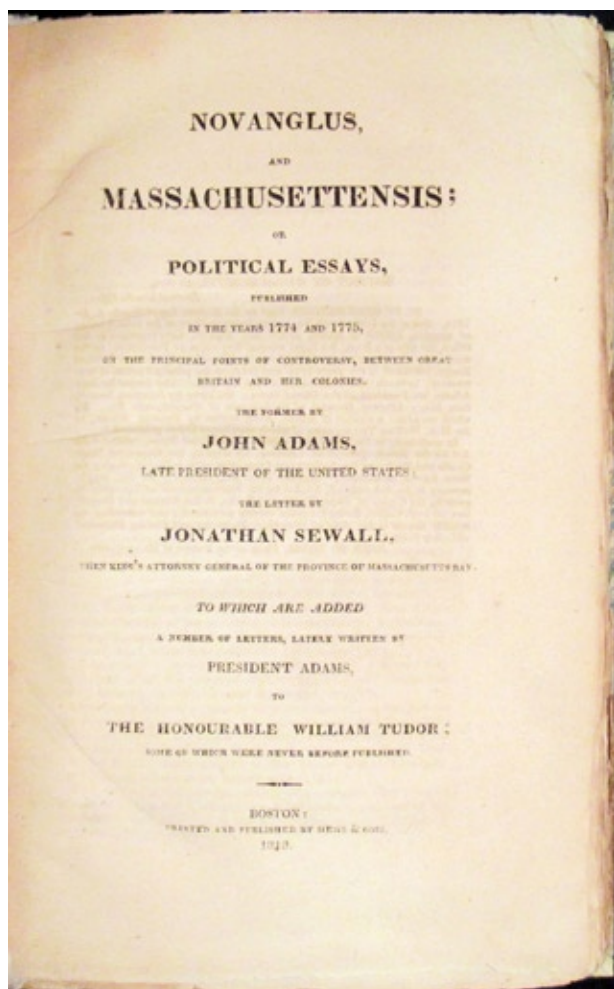 NOVANGLUS,
AND
MASSACHUSETTENSIS;
OR
POLITICAL ESSAYS,
PUBLISHED
IN THE YEARS 1774 AND 1775,
ON THE PRINCIPAL POINTS OF CONTROVERSY, BETWEEN GREAT
BRITAIN AND HER COLONIES.
THE FORMER BY
JOHN ADAMS,
LATE PRESIDENT OF THE UNITED STATES;
THE LATTER BY
JONATHAN SEWALL,
THEN KING'S ATTORNEY GENERAL OF THE PROVINCE OF MASSACHUSETTS BAY.
TO WHICH ARE ADDED
A NUMBER OF LETTERS, LATELY WRITTEN BY
PRESIDENT ADAMS,
TO
THE HONOURABLE WILLIAM TUDOR;
SOME OF WHICH WERE NEVER BEFORE PUBLISHED.
BOSTON:
PRINTED AND PUBLISHED BY HEWS &
1819.